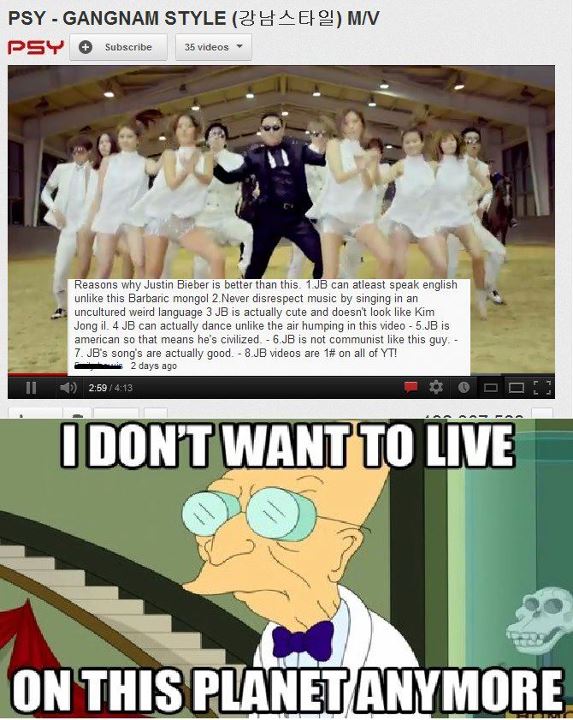 PSY - GANGNAM STYLE (강남스타일) M/V
PSY Subscribe 35 videos
Reasons why Justin Bieber is better than this. 1.JB can atleast speak english
unlike this Barbaric mongol 2.Never disrespect music by singing in an
uncultured weird language 3 JB is actually cute and doesn't look like Kim
Jong il. 4 JB can actually dance unlike the air humping in this video - 5.JB is
american so that means he's civilized. - 6.JB is not communist like this guy. -
7. JB's song's are actually good. - 8.JB videos are 1# on all of YT!
2 days ago
2:59 / 4:13
I DON'T WANT TO LIVE
ON THIS PLANET ANYMORE